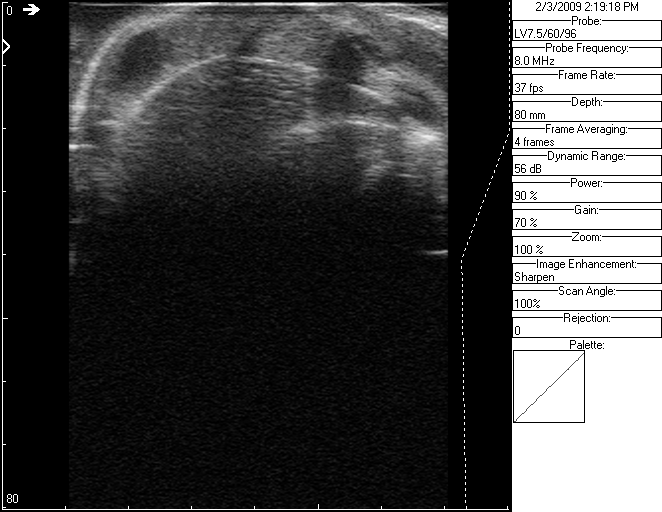 0
2/3/2009 2:19:18 PM
Probe:
LV7.5/60/96
Probe Frequency:
8.0 MHz
Frame Rate:
37 fps
Depth:
80 mm
Frame Averaging:
4 frames
Dynamic Range:
56 dB
Power:
90 %
Gain:
70 %
Zoom:
100 %
Image Enhancement:
Sharpen
Scan Angle:
100%
Rejection:
0
Palette:
80